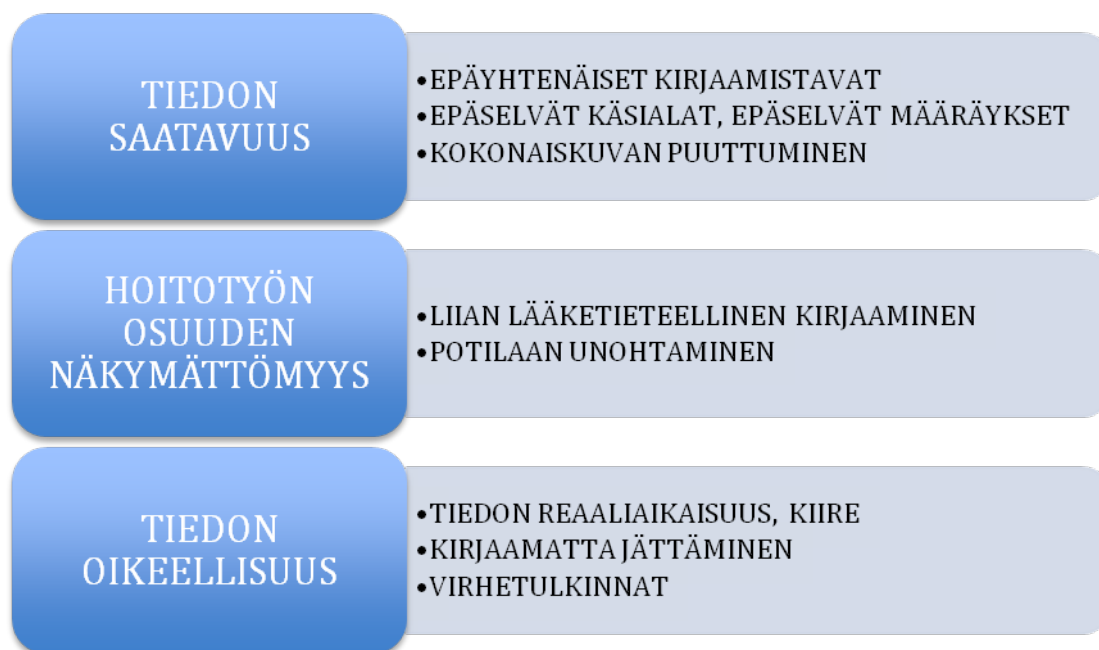 TIEDON
SAATAVUUS
•EPÄYHTENÄISET KIRJAAMISTAVAT
•EPÄSELVÄT KÄSIALAT, EPÄSELVÄT MÄÄRÄYKSET
•KOKONAISKUVAN PUUTTUMINEN
HOITOTYÖN
OSUUDEN
NÄKYMÄTTÖMYYS
•LIIAN LÄÄKETIETEELLINEN KIRJAAMINEN
•POTILAAN UNOHTAMINEN
TIEDON
OIKEELLISUUS
•TIEDON REAALIAIKAISUUS, KIIRE
•KIRJAAMATTA JÄTTÄMINEN
•VIRHETULKINNAT